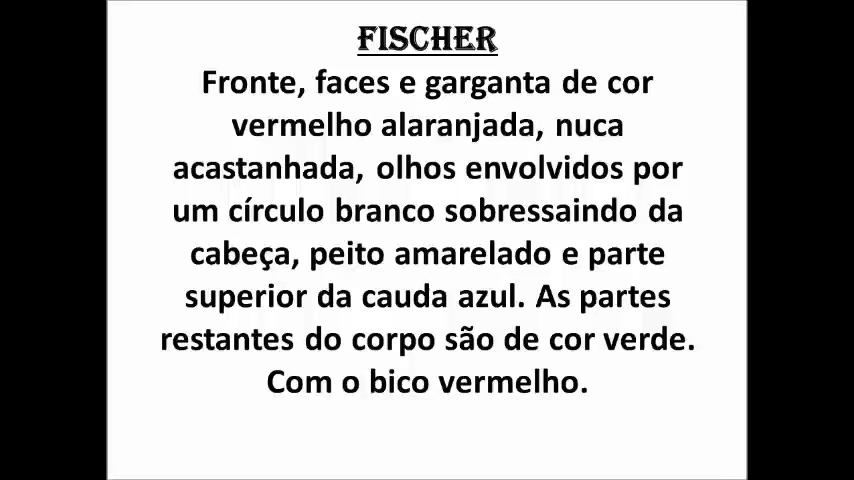 FISCHER
Fronte, faces e garganta de cor
vermelho alaranjada, nuca
acastanhada, olhos envolvidos por
um círculo branco sobressaindo da
cabeça, peito amarelado e parte
superior da cauda azul. As partes
restantes do corpo são de cor verde.
Com o bico vermelho.